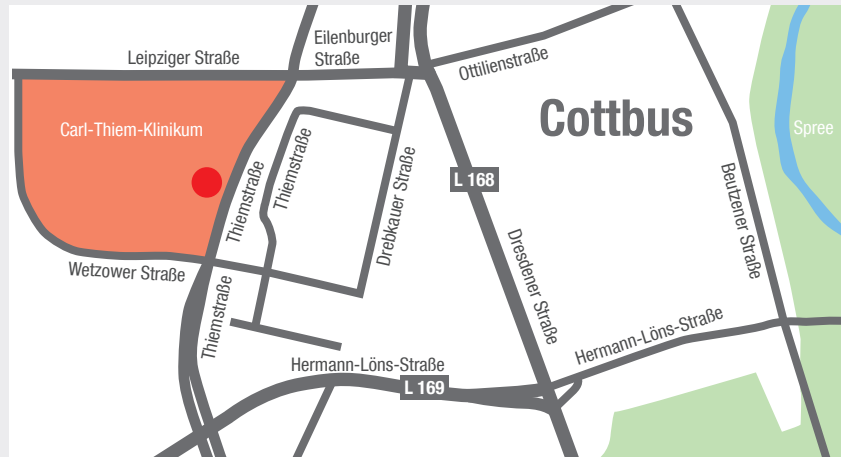 Eilenburger
Straße
Leipziger Straße
Ottilienstraße
Carl-Thiem-Klinikum
Cottbus
Spree
Thiemstraße
Thiemstraße
Drebkauer Straße
L 168
Beutzener Straße
Dresdener Straße
Wetzower Straße
Thiemstraße
Hermann-Löns-Straße
Hermann-Löns-Straße
L 169